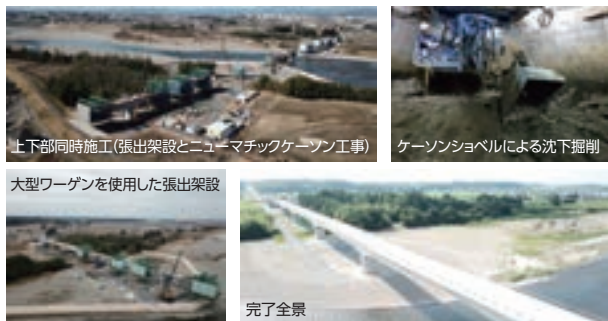 上下部同時施工(張出架設とニューマチックケーソン工事)
ケーソンショベルによる沈下掘削
大型ワーゲンを使用した張出架設
完了全景